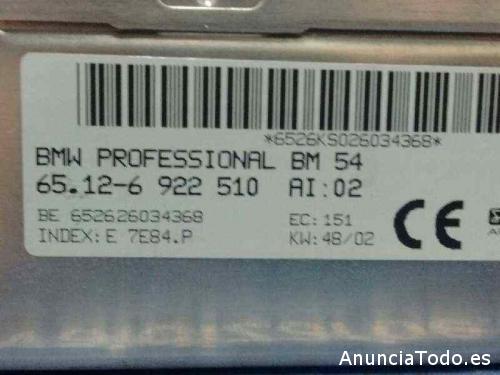 *6526KS026034368*
BMW PROFESSIONAL BM 54
65.12-6 922 510 AI:02
BE 652626034368 EC:151
INDEX:E 7E84.P KW:48/02
CE
AnunciaTodo.es